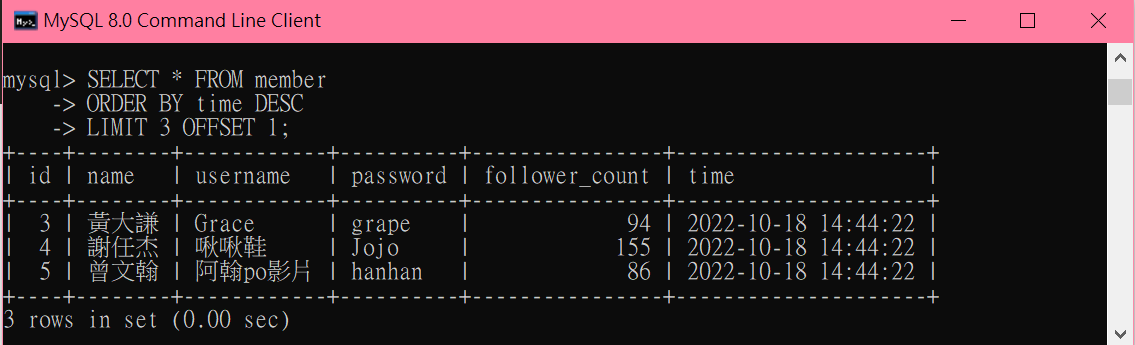 MySQL 8.0 Command Line Client
mysql> SELECT * FROM member
    -> ORDER BY time DESC
    -> LIMIT 3 OFFSET 1;
+----+--------+------------+----------+----------------+---------------------+
| id | name   | username   | password | follower_count | time                |
+----+--------+------------+----------+----------------+---------------------+
|  3 | 黃大謙 | Grace      | grape    |             94 | 2022-10-18 14:44:22 |
|  4 | 謝任杰 | 啾啾鞋     | Jojo     |            155 | 2022-10-18 14:44:22 |
|  5 | 曾文翰 | 阿翰po影片 | hanhan   |             86 | 2022-10-18 14:44:22 |
+----+--------+------------+----------+----------------+---------------------+
3 rows in set (0.00 sec)